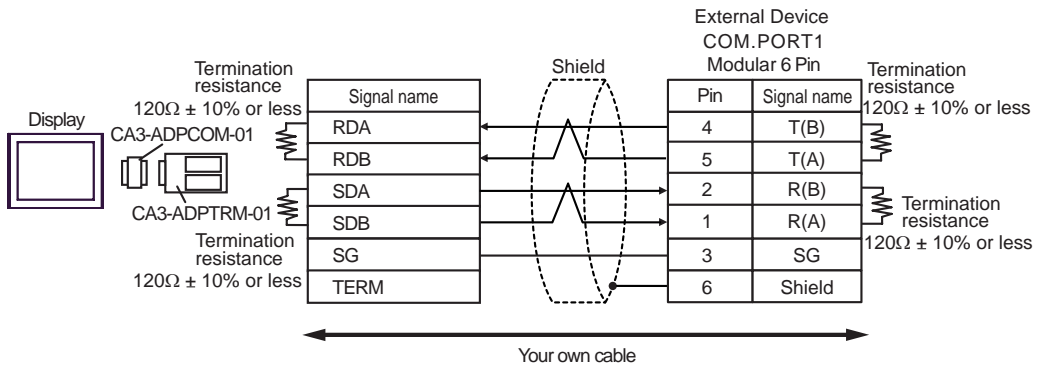 External Device
COM.PORT1
Modular 6 Pin
Shield
Termination
resistance
120Ω ± 10% or less
Termination
resistance
120Ω ± 10% or less
Display
CA3-ADPCOM-01
CA3-ADPTRM-01
Signal name
Pin
Signal name
RDA
4
T(B)
RDB
5
T(A)
SDA
2
R(B)
SDB
1
R(A)
SG
3
SG
TERM
6
Shield
Termination
resistance
120Ω ± 10% or less
Termination
resistance
120Ω ± 10% or less
Your own cable